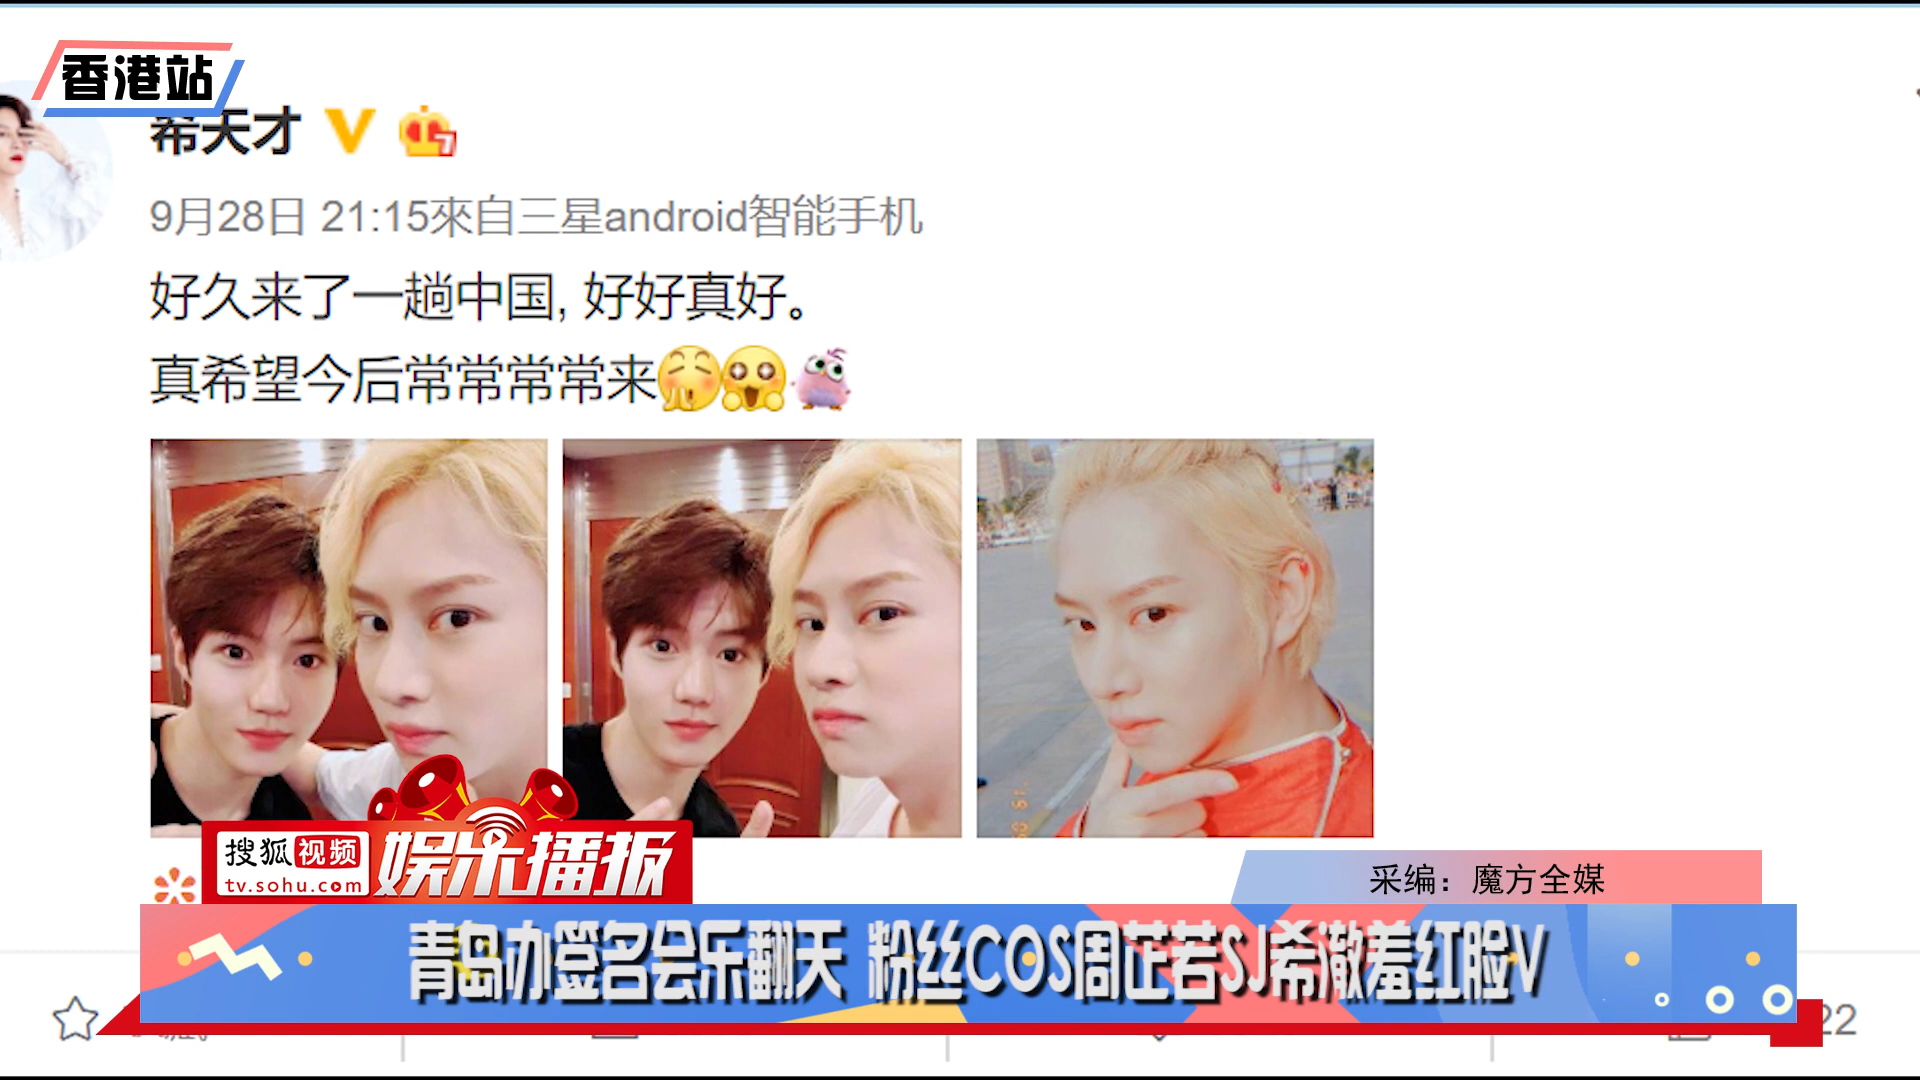 香港站
希天才
9月28日 21:15來自三星android智能手机
好久来了一趟中国, 好好真好。
真希望今后常常常常来
搜狐视频
tv.sohu.com
娱乐播报
采编：魔方全媒
青岛办签名会乐翻天 粉丝COS周芷若SJ希澈羞红脸V
22